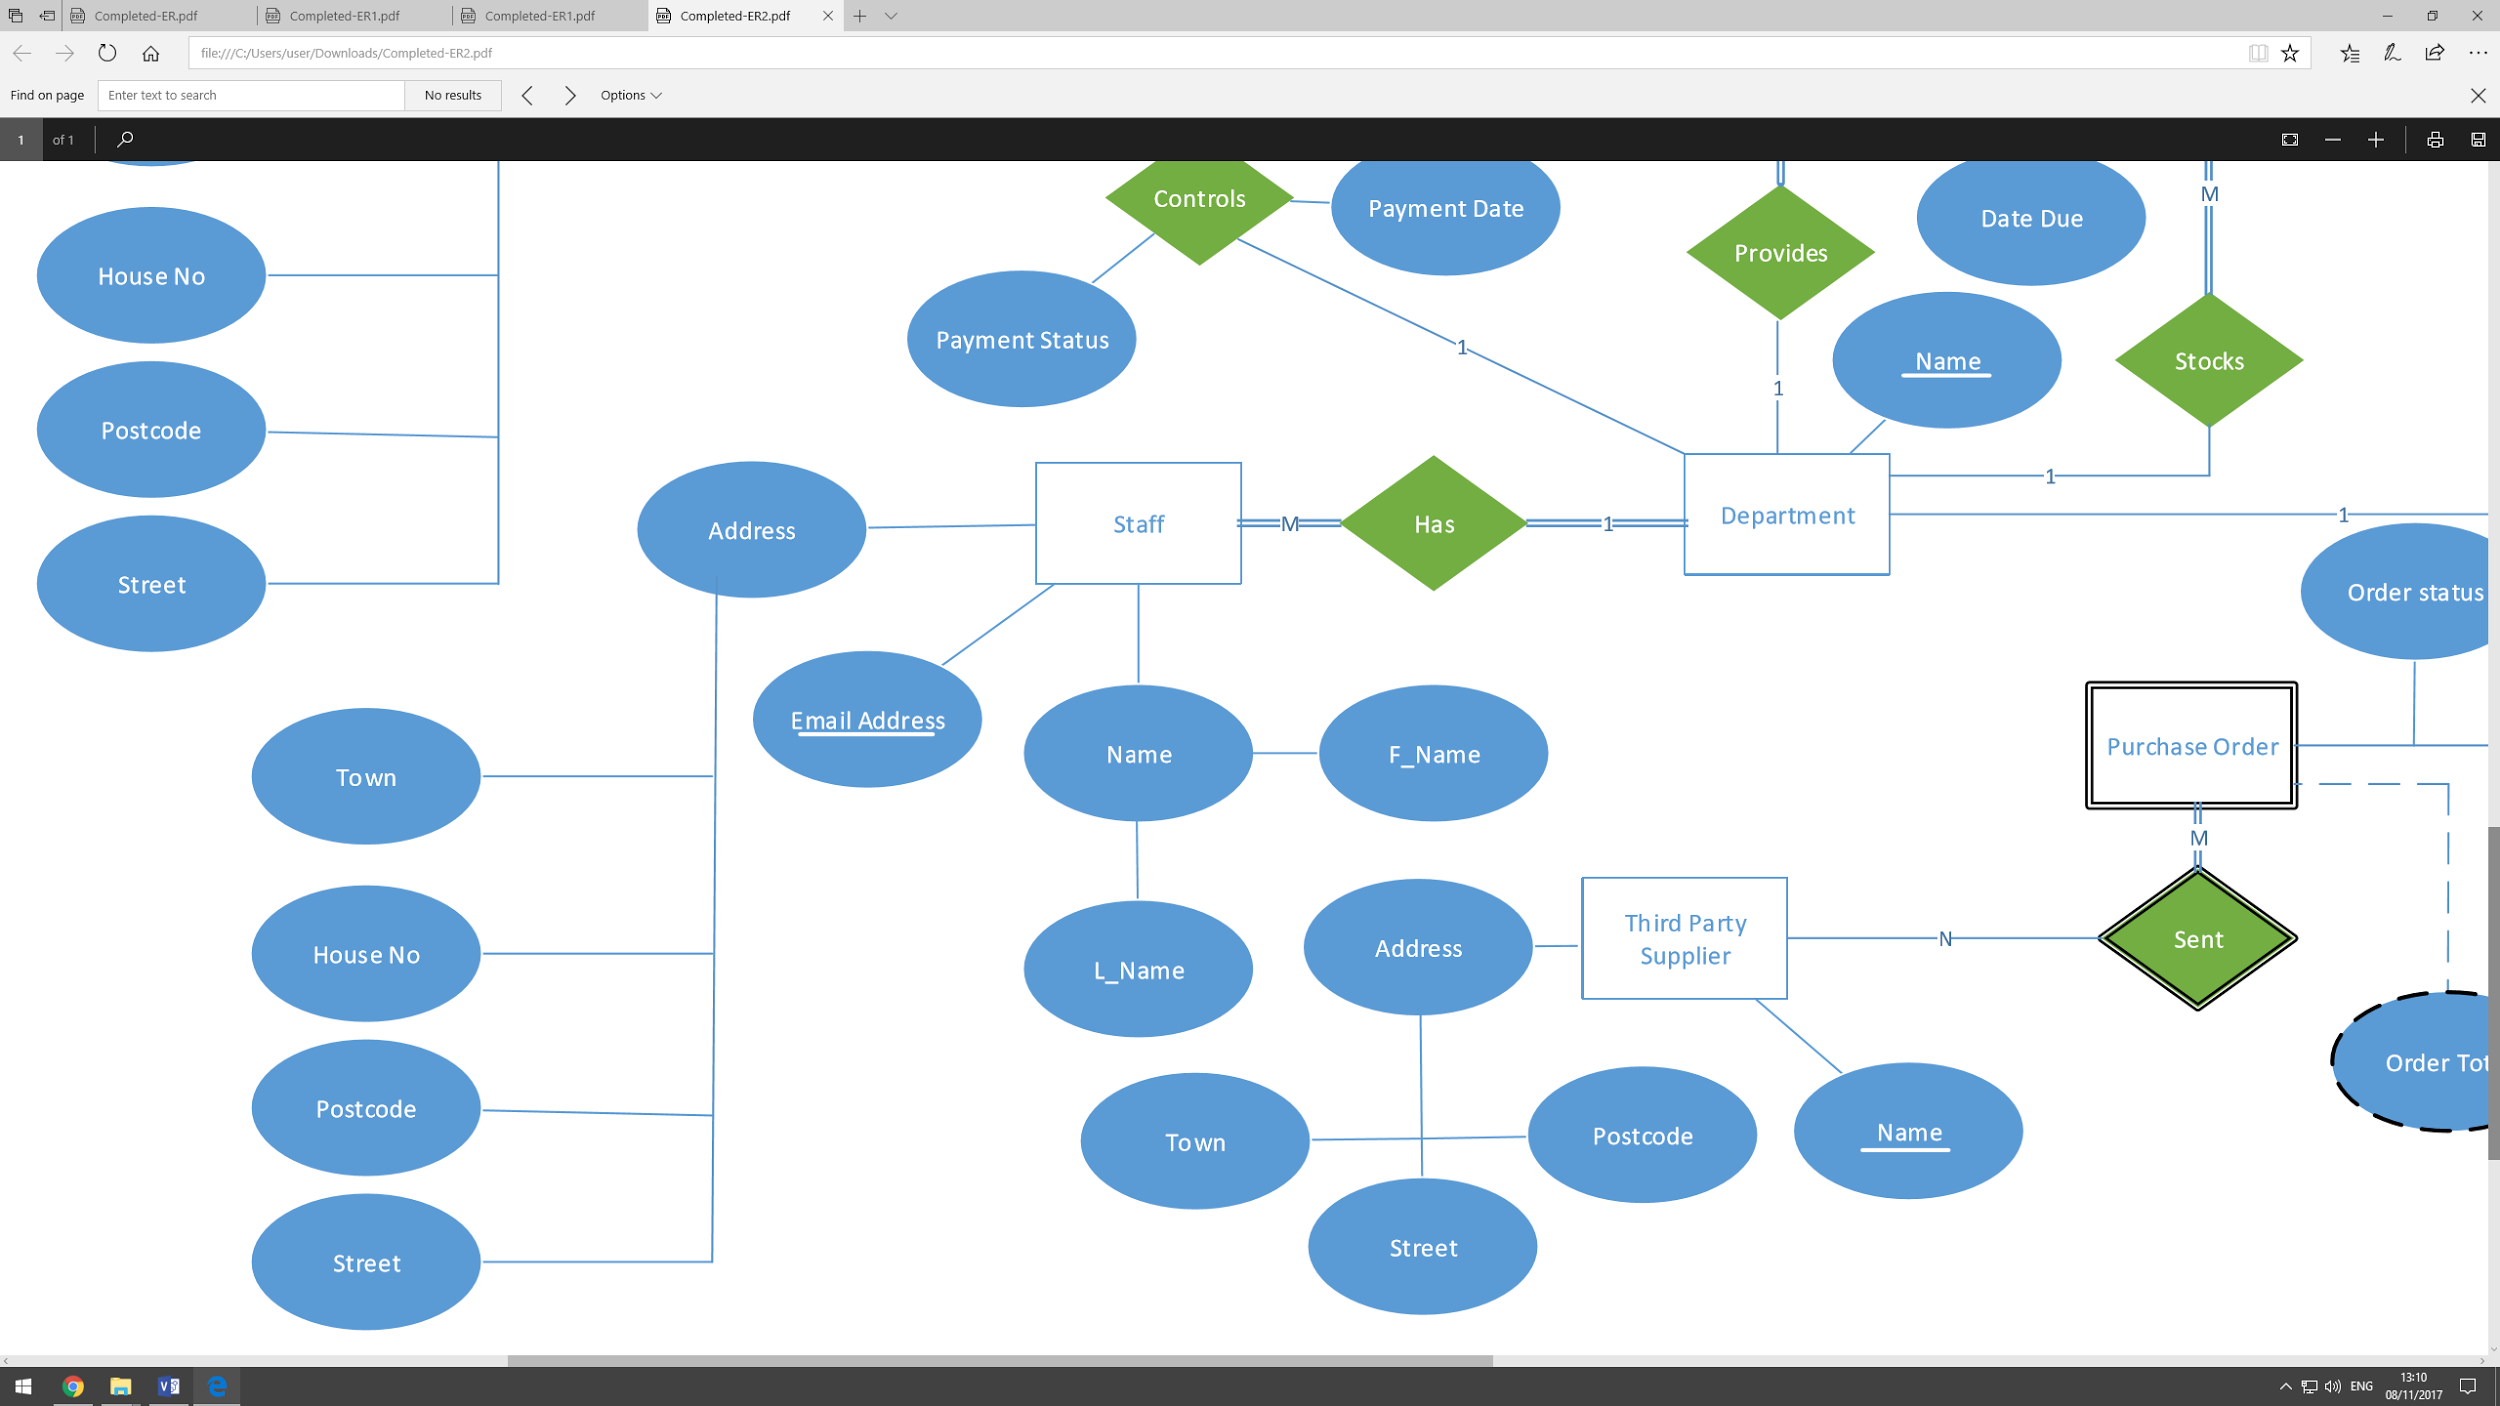 Completed-ER.pdf
Completed-ER1.pdf
Completed-ER1.pdf
Completed-ER2.pdf
file:///C:/Users/user/Downloads/Completed-ER2.pdf
Find on page
Enter text to search
No results
Options
1
of 1
Controls
Payment Date
Provides
Date Due
M
House No
Payment Status
1
1
Name
Stocks
Postcode
Address
Staff
M
Has
1
Department
1
1
Street
Order status
Email Address
Name
F_Name
Purchase Order
Town
M
House No
L_Name
Address
Third Party
Supplier
N
Sent
Order Tot
Postcode
Town
Postcode
Name
Street
Street
ENG
13:10
08/11/2017